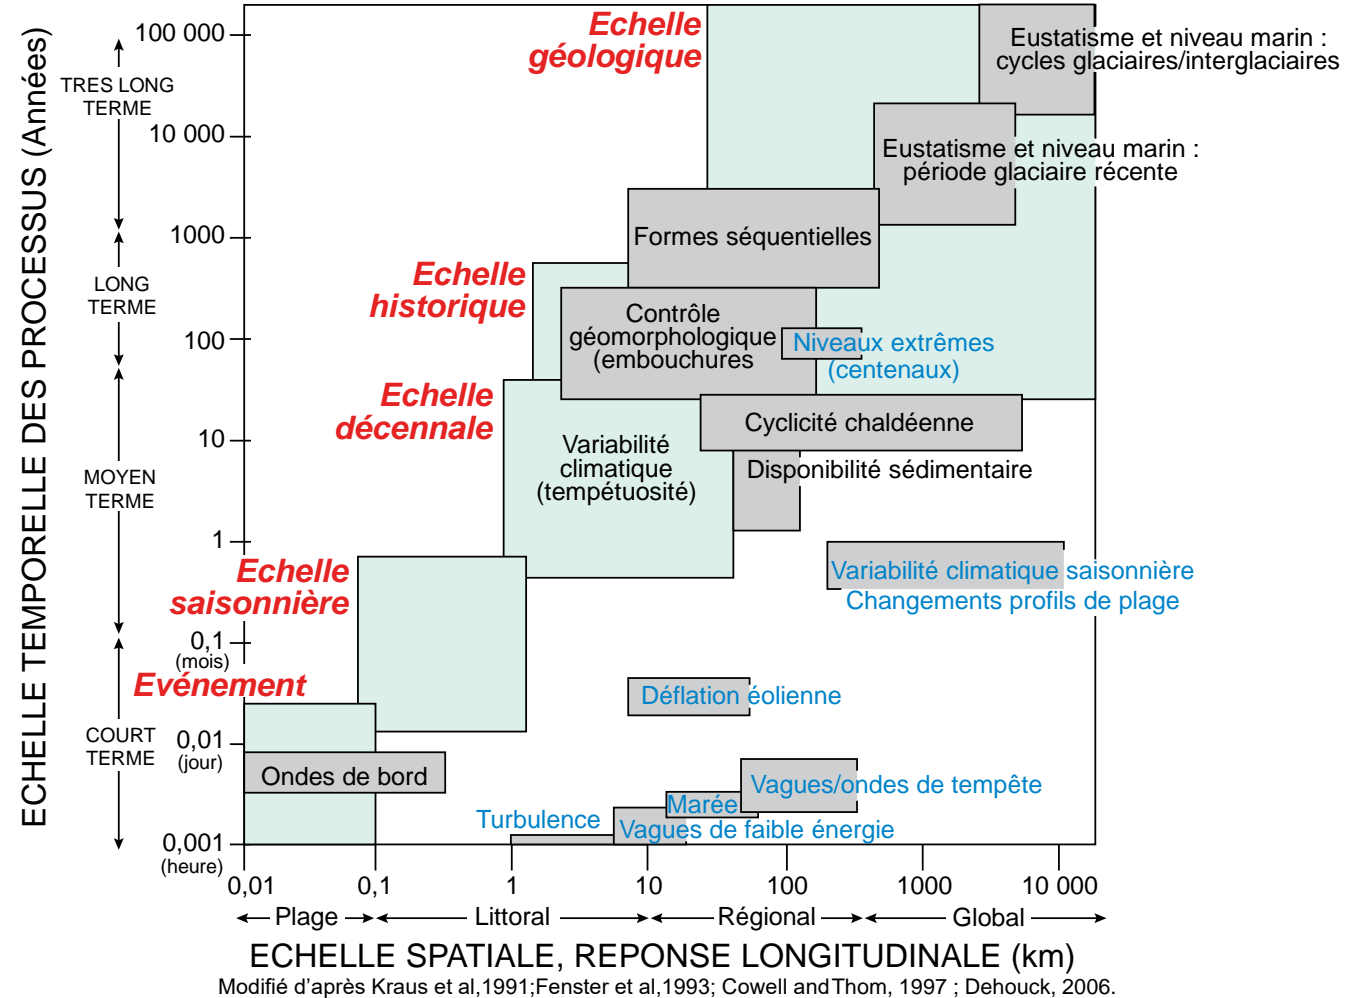 ECHELLE TEMPORELLE DES PROCESSUS (Années)
TRES LONG
TERME
LONG
TERME
MOYEN
TERME
COURT
TERME
100 000
10 000
1000
100
10
1
0,1
(mois)
0,01
(jour)
0,001
(heure)
Echelle
géologique
Echelle
historique
Echelle
décennale
Echelle
saisonnière
Evénement
Eustatisme et niveau marin :
cycles glaciaires/interglaciaires
Eustatisme et niveau marin :
période glaciaire récente
Formes séquentielles
Contrôle
géomorphologique
(embouchures
Niveaux extrêmes
(centenaux)
Cyclicité chaldéenne
Variabilité
climatique
(tempétuosité)
Disponibilité sédimentaire
Variabilité climatique saisonnière
Changements profils de plage
Déflation éolienne
Ondes de bord
Vagues/ondes de tempête
Marée
Turbulence
Vagues de faible énergie
0,01 0,1 1 10 100 1000 10 000
Plage Littoral Régional Global
ECHELLE SPATIALE, REPONSE LONGITUDINALE (km)
Modifié d'après Kraus et al,1991;Fenster et al,1993; Cowell and Thom, 1997 ; Dehouck, 2006.